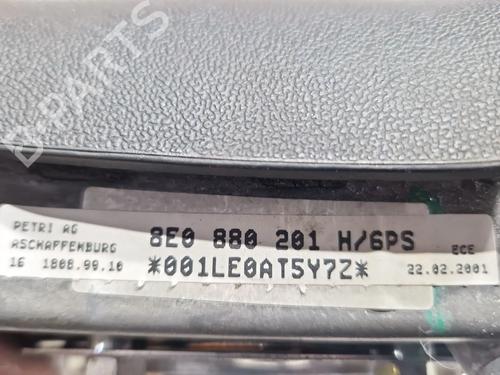 B-PARTS
PETRI AG
ASCHAFFENBURG
16 1808.99.10
8E0 880 201 H/6PS
*001LE0AT5Y7Z*
ECE
22.02.2001